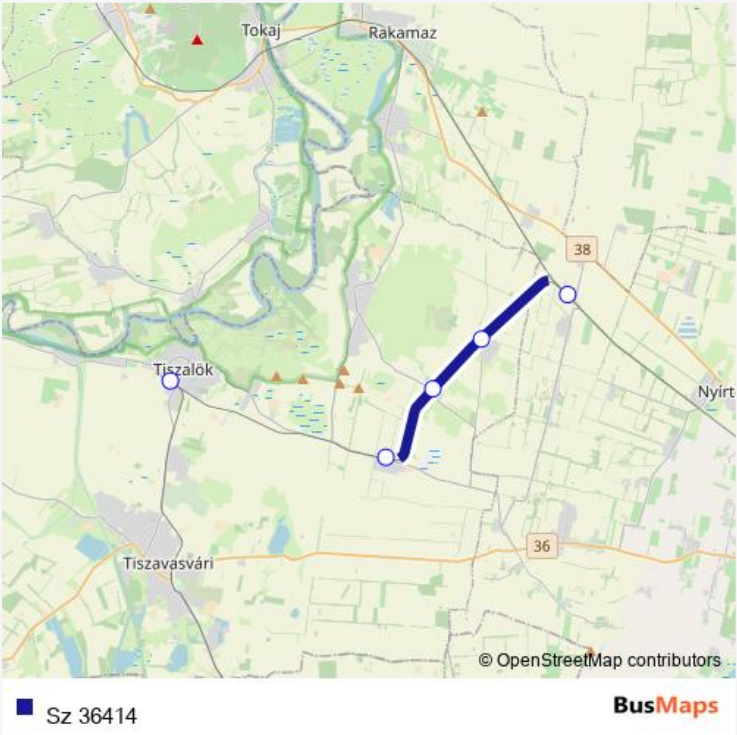 Tokaj
Rakamaz
38
Tiszalök
Nyírt
36
Tiszavasvári
© OpenStreetMap contributors
Sz 36414
BusMaps